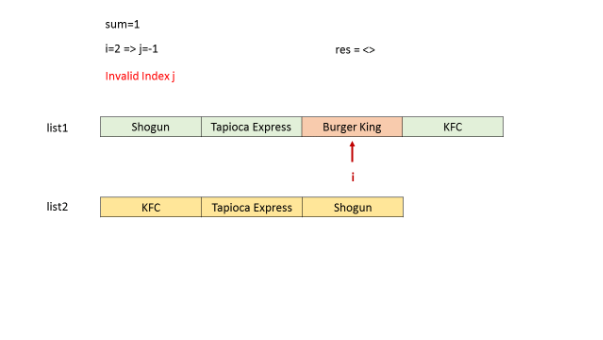 sum=1
i=2 => j=-1 res = <>
Invalid Index j
list1 Shogun Tapioca Express Burger King KFC
i
list2 KFC Tapioca Express Shogun